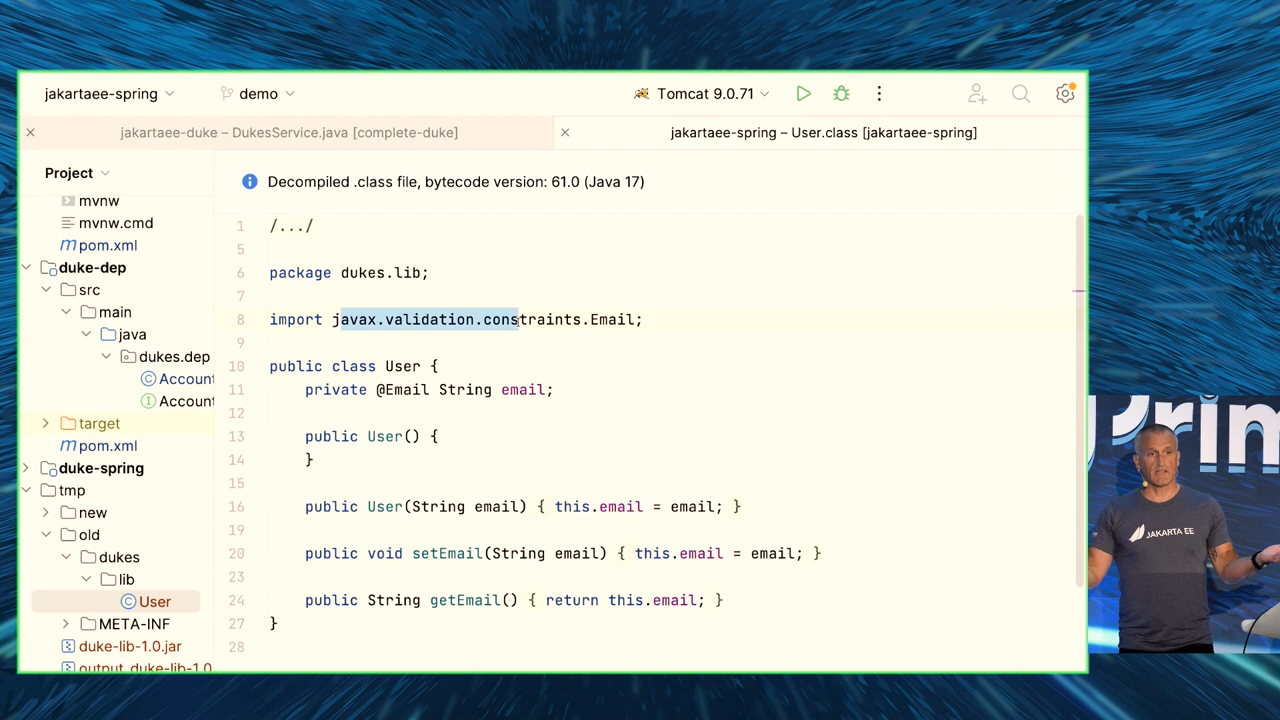 jakartaee-spring
demo
Tomcat 9.0.71
jakartaee-duke – DukesService.java [complete-duke]
jakartaee-spring – User.class [jakartaee-spring]
Project
mvnw
mvnw.cmd
pom.xml
duke-dep
src
main
java
dukes.dep
Account
Account
target
pom.xml
duke-spring
tmp
new
old
dukes
lib
User
META-INF
duke-lib-1.0.jar
output_duke-lib-1.0
Decompiled .class file, bytecode version: 61.0 (Java 17)
1 /.../
5
6 package dukes.lib;
7
8 import javax.validation.constraints.Email;
9
10 public class User {
11 private @Email String email;
12
13 public User() {
14 }
15
16 public User(String email) { this.email = email; }
19
20 public void setEmail(String email) { this.email = email; }
23
24 public String getEmail() { return this.email; }
27 }
28
JAKARTA EE